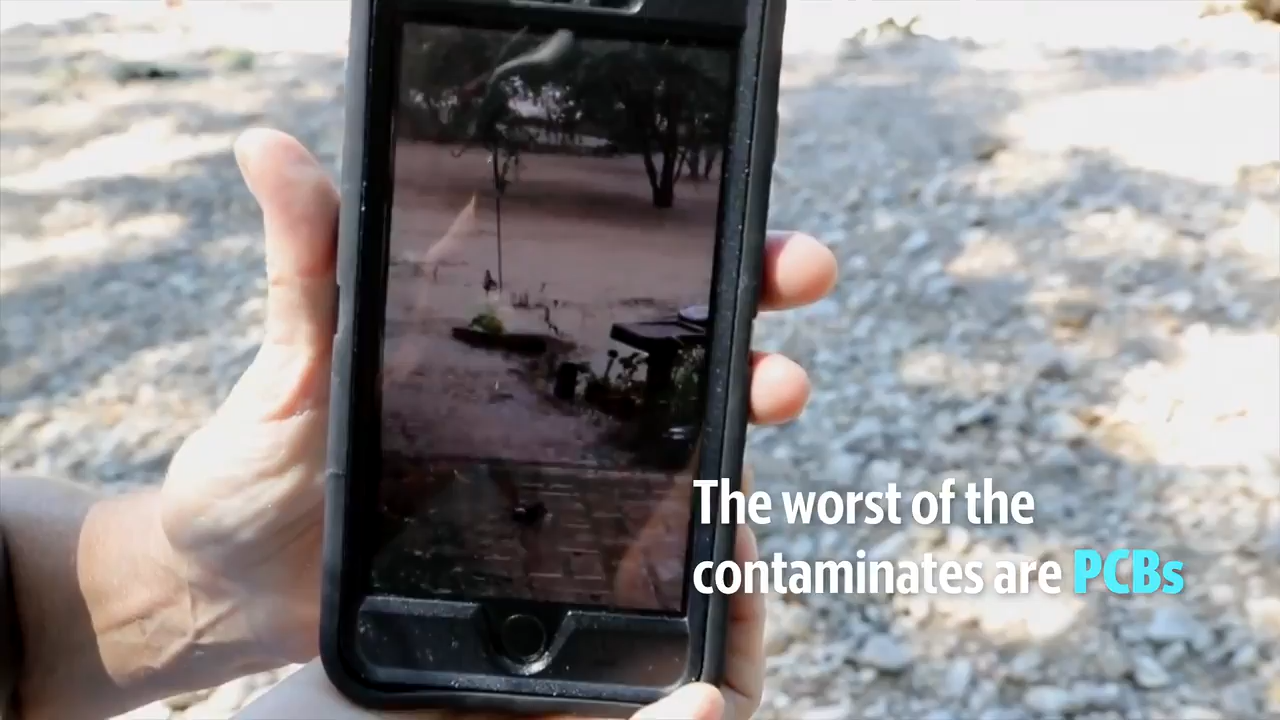 The worst of the
contaminates are PCBs